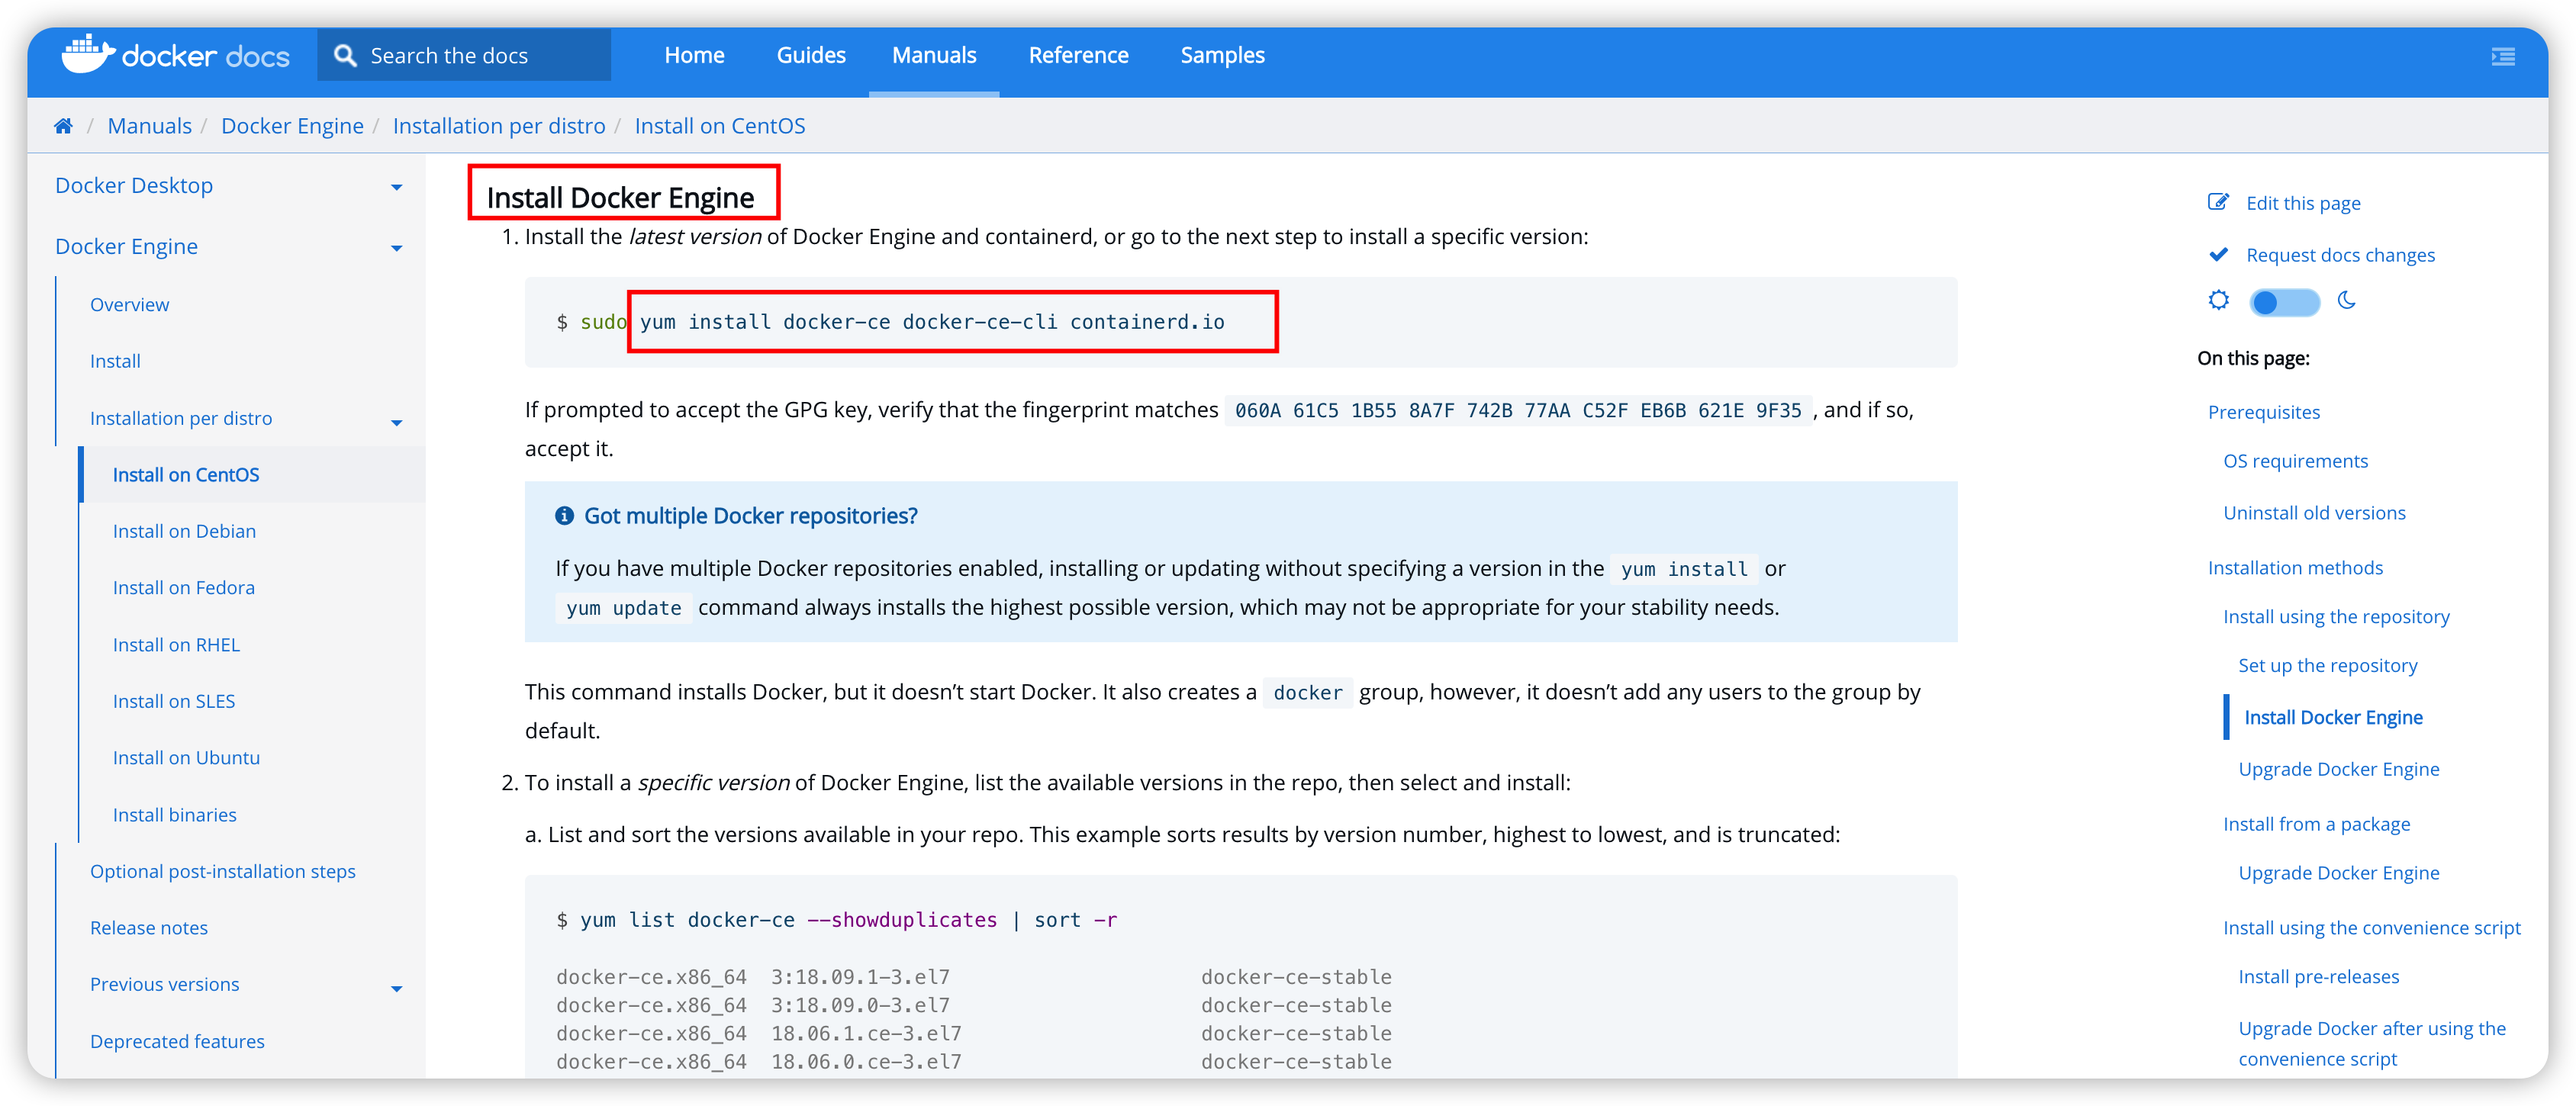 docker docs
Search the docs
Home
Guides
Manuals
Reference
Samples
/ Manuals / Docker Engine / Installation per distro / Install on CentOS
Docker Desktop
Docker Engine
Overview
Install
Installation per distro
Install on CentOS
Install on Debian
Install on Fedora
Install on RHEL
Install on SLES
Install on Ubuntu
Install binaries
Optional post-installation steps
Release notes
Previous versions
Deprecated features
Install Docker Engine
1. Install the latest version of Docker Engine and containerd, or go to the next step to install a specific version:
$ sudo yum install docker-ce docker-ce-cli containerd.io
If prompted to accept the GPG key, verify that the fingerprint matches 060A 61C5 1B55 8A7F 742B 77AA C52F EB6B 621E 9F35 , and if so,
accept it.
Got multiple Docker repositories?
If you have multiple Docker repositories enabled, installing or updating without specifying a version in the yum install or
yum update command always installs the highest possible version, which may not be appropriate for your stability needs.
This command installs Docker, but it doesn’t start Docker. It also creates a docker group, however, it doesn’t add any users to the group by
default.
2. To install a specific version of Docker Engine, list the available versions in the repo, then select and install:
a. List and sort the versions available in your repo. This example sorts results by version number, highest to lowest, and is truncated:
$ yum list docker-ce --showduplicates | sort -r
docker-ce.x86_64 3:18.09.1-3.el7 docker-ce-stable
docker-ce.x86_64 3:18.09.0-3.el7 docker-ce-stable
docker-ce.x86_64 18.06.1.ce-3.el7 docker-ce-stable
docker-ce.x86_64 18.06.0.ce-3.el7 docker-ce-stable
Edit this page
Request docs changes
On this page:
Prerequisites
OS requirements
Uninstall old versions
Installation methods
Install using the repository
Set up the repository
Install Docker Engine
Upgrade Docker Engine
Install from a package
Upgrade Docker Engine
Install using the convenience script
Install pre-releases
Upgrade Docker after using the
convenience script